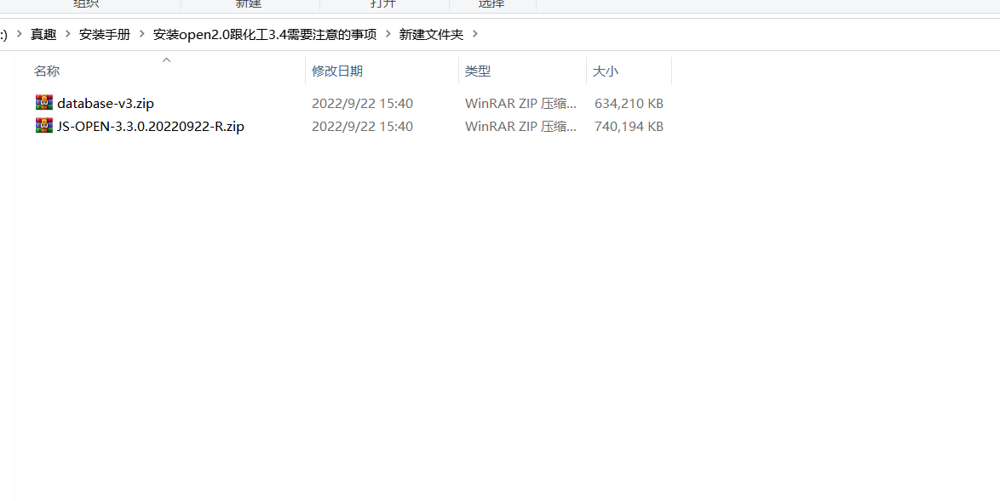 组织 新建 打开 选择
:) > 真趣 > 安装手册 > 安装open2.0跟化工3.4需要注意的事项 > 新建文件夹 >
名称 修改日期 类型 大小
database-v3.zip 2022/9/22 15:40 WinRAR ZIP 压缩... 634,210 KB
JS-OPEN-3.3.0.20220922-R.zip 2022/9/22 15:40 WinRAR ZIP 压缩... 740,194 KB